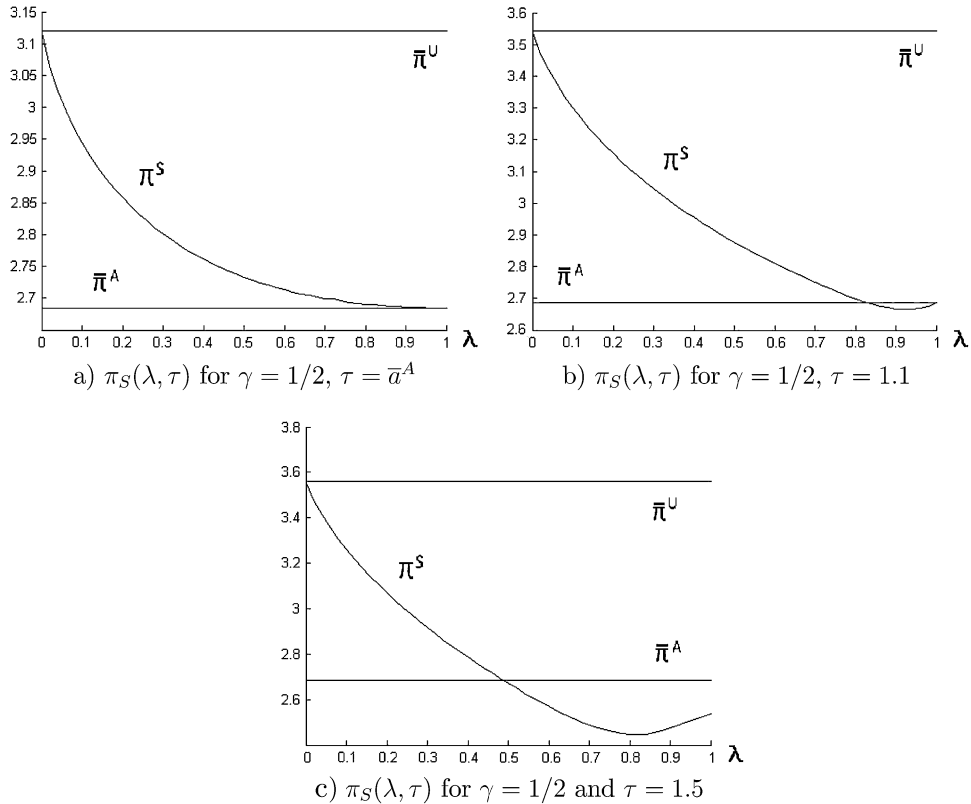 3.15
3.1
3.05
3
2.95
2.9
2.85
2.8
2.75
2.7
π̄ᵁ
πˢ
π̄ᴬ
0 0.1 0.2 0.3 0.4 0.5 0.6 0.7 0.8 0.9 1 λ
a) π_S(λ, τ) for γ = 1/2, τ = a̅ᴬ
3.6
3.5
3.4
3.3
3.2
3.1
3
2.9
2.8
2.7
2.6
π̄ᵁ
πˢ
π̄ᴬ
0 0.1 0.2 0.3 0.4 0.5 0.6 0.7 0.8 0.9 1 λ
b) π_S(λ, τ) for γ = 1/2, τ = 1.1
3.8
3.6
3.4
3.2
3
2.8
2.6
π̄ᵁ
πˢ
π̄ᴬ
0 0.1 0.2 0.3 0.4 0.5 0.6 0.7 0.8 0.9 1 λ
c) π_S(λ, τ) for γ = 1/2 and τ = 1.5